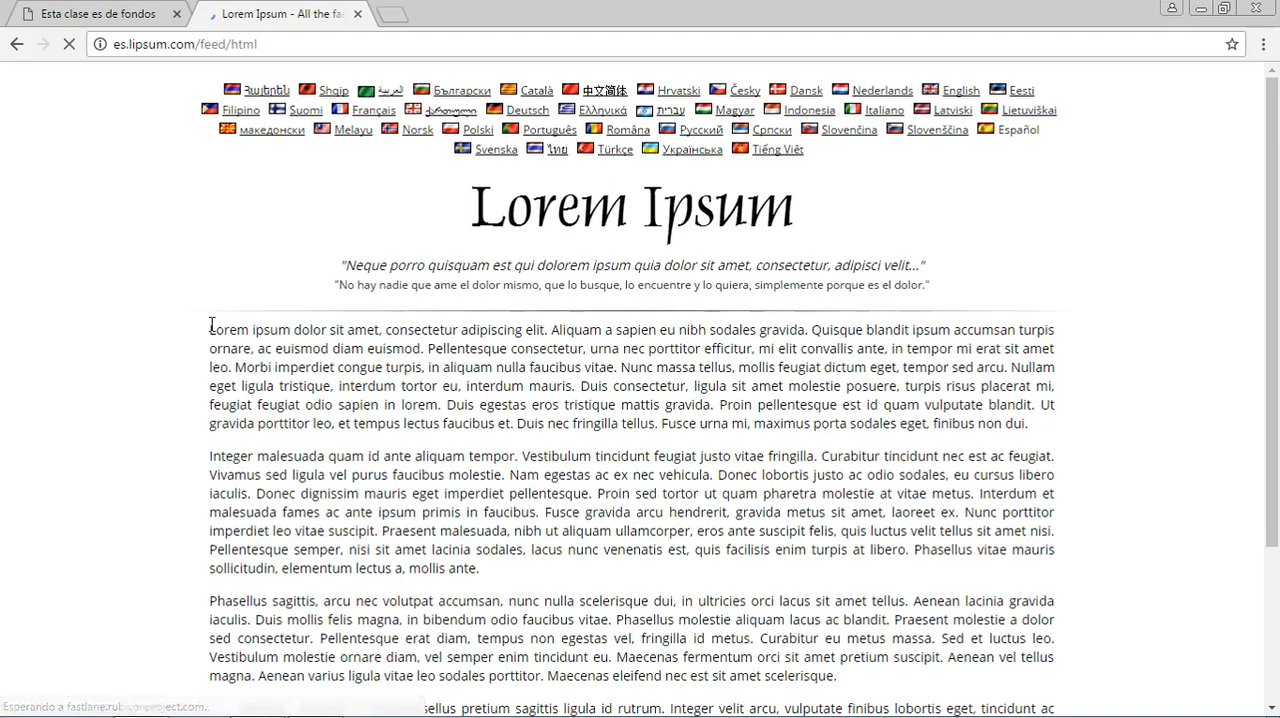 Esta clase es de fondos
Lorem Ipsum - All the fac
es.lipsum.com/feed/html
Հայերեն Shqip العربية Български Català 中文简体 Hrvatski Česky Dansk Nederlands English Eesti
Filipino Suomi Français ქართული Deutsch Ελληνικά עברית Magyar Indonesia Italiano Latviski Lietuviškai
македонски Melayu Norsk Polski Português Româna Русский Српски Slovenčina Slovenščina Español
Svenska ไทย Türkçe Українська Tiếng Việt
Lorem Ipsum
"Neque porro quisquam est qui dolorem ipsum quia dolor sit amet, consectetur, adipisci velit..."
"No hay nadie que ame el dolor mismo, que lo busque, lo encuentre y lo quiera, simplemente porque es el dolor."
Lorem ipsum dolor sit amet, consectetur adipiscing elit. Aliquam a sapien eu nibh sodales gravida. Quisque blandit ipsum accumsan turpis
ornare, ac euismod diam euismod. Pellentesque consectetur, urna nec porttitor efficitur, mi elit convallis ante, in tempor mi erat sit amet
leo. Morbi imperdiet congue turpis, in aliquam nulla faucibus vitae. Nunc massa tellus, mollis feugiat dictum eget, tempor sed arcu. Nullam
eget ligula tristique, interdum tortor eu, interdum mauris. Duis consectetur, ligula sit amet molestie posuere, turpis risus placerat mi,
feugiat feugiat odio sapien in lorem. Duis egestas eros tristique mattis gravida. Proin pellentesque est id quam vulputate blandit. Ut
gravida porttitor leo, et tempus lectus faucibus et. Duis nec fringilla tellus. Fusce urna mi, maximus porta sodales eget, finibus non dui.
Integer malesuada quam id ante aliquam tempor. Vestibulum tincidunt feugiat justo vitae fringilla. Curabitur tincidunt nec est ac feugiat.
Vivamus sed ligula vel purus faucibus molestie. Nam egestas ac ex nec vehicula. Donec lobortis justo ac odio sodales, eu cursus libero
iaculis. Donec dignissim mauris eget imperdiet pellentesque. Proin sed tortor ut quam pharetra molestie at vitae metus. Interdum et
malesuada fames ac ante ipsum primis in faucibus. Fusce gravida arcu hendrerit, gravida metus sit amet, laoreet ex. Nunc porttitor
imperdiet leo vitae suscipit. Praesent malesuada, nibh ut aliquam ullamcorper, eros ante suscipit felis, quis luctus velit tellus sit amet nisi.
Pellentesque semper, nisi sit amet lacinia sodales, lacus nunc venenatis est, quis facilisis enim turpis at libero. Phasellus vitae mauris
sollicitudin, elementum lectus a, mollis ante.
Phasellus sagittis, arcu nec volutpat accumsan, nunc nulla scelerisque dui, in ultricies orci lacus sit amet tellus. Aenean lacinia gravida
iaculis. Duis mollis felis magna, in bibendum odio faucibus vitae. Phasellus molestie aliquam lacus ac blandit. Praesent molestie a dolor
sed consectetur. Pellentesque erat diam, tempus non egestas vel, fringilla id metus. Curabitur eu metus massa. Sed et luctus leo.
Vestibulum molestie ornare diam, vel semper enim tincidunt eu. Maecenas fermentum orci sit amet pretium suscipit. Aenean vel tellus
magna. Aenean varius ligula vitae leo sodales porttitor. Maecenas eleifend nec est sit amet scelerisque.
pretium sapittis ligula id rutrum. Integer velit arcu, vulputate finibus lobortis eget, tincidunt ac
Esperando a fastlane.rubiconproject.com...